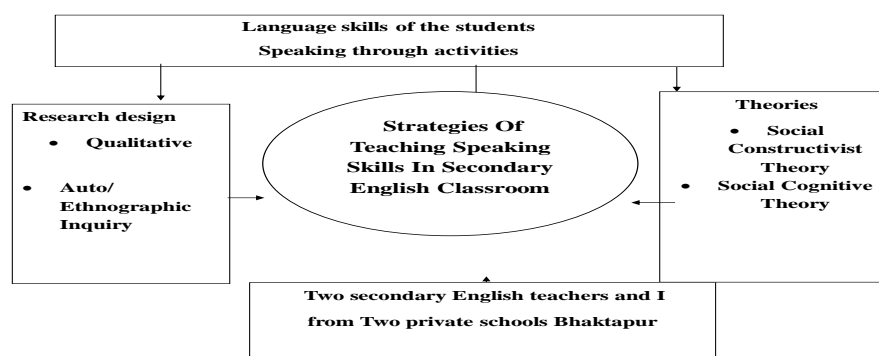 Language skills of the students
Speaking through activities
Research design
• Qualitative
• Auto/
Ethnographic
Inquiry
Strategies Of
Teaching Speaking
Skills In Secondary
English Classroom
Theories
• Social
Constructivist
Theory
• Social Cognitive
Theory
Two secondary English teachers and I
from Two private schools Bhaktapur